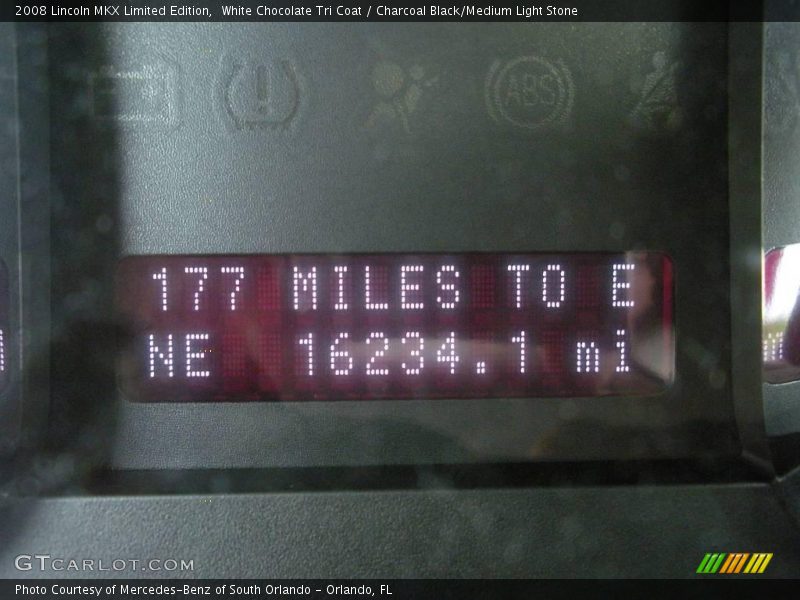 2008 Lincoln MKX Limited Edition,  White Chocolate Tri Coat / Charcoal Black/Medium Light Stone
ABS
177 MILES TO E
NE 16234.1 mi
GTCARLOT.COM
Photo Courtesy of Mercedes-Benz of South Orlando - Orlando, FL